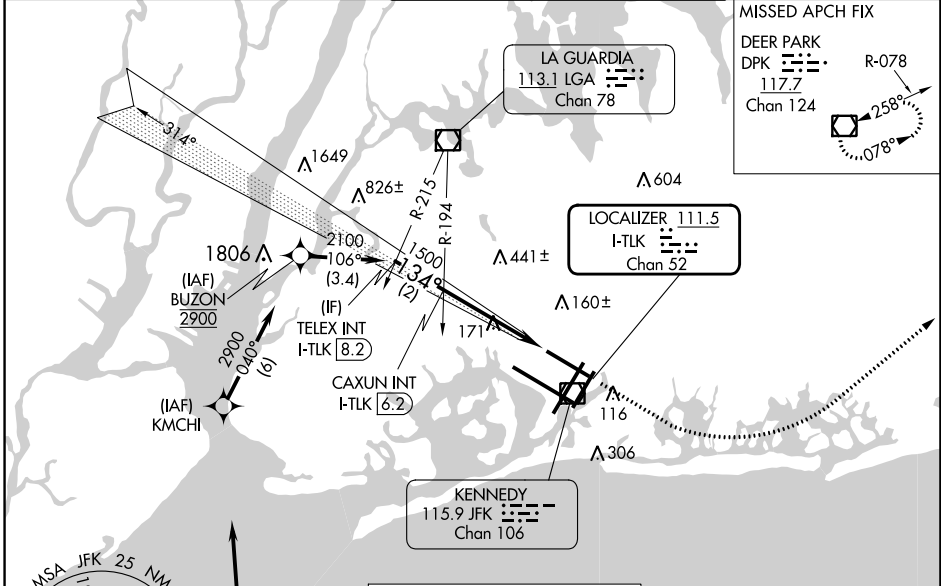 MISSED APCH FIX
DEER PARK
DPK
117.7
Chan 124
R-078
258°
078°
LA GUARDIA
113.1 LGA
Chan 78
314°
1649
826±
R-215
R-194
604
LOCALIZER 111.5
I-TLK
Chan 52
441±
1806
2100
106°
(3.4)
1500
134°
(2)
(IAF)
BUZON
2900
160±
171
(IF)
TELEX INT
I-TLK 8.2
2900
040°
(6)
CAXUN INT
I-TLK 6.2
(IAF)
KMCHI
116
306
KENNEDY
115.9 JFK
Chan 106
MSA JFK 25 NM